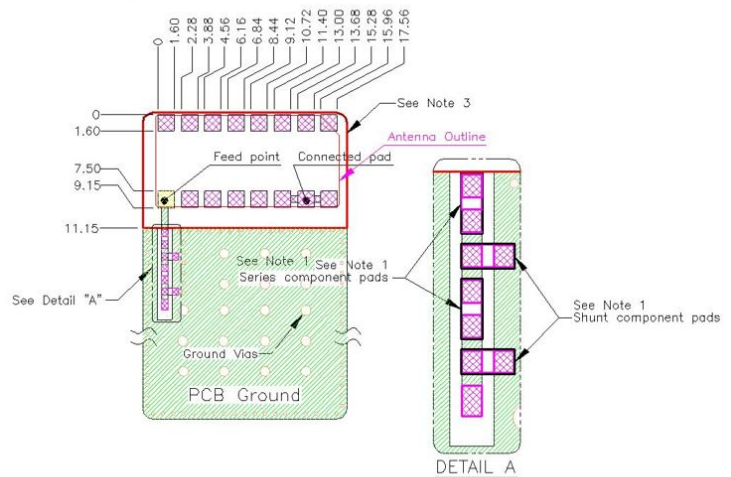 0
1.60
2.28
3.88
4.56
6.16
6.84
8.44
9.12
10.72
11.40
13.00
13.68
15.28
15.96
17.56
0
1.60
7.50
9.15
11.15
See Note 3
Antenna Outline
Feed point
Connected pad
See Note 1
See Note 1
Series component pads
See Detail "A"
See Note 1
Shunt component pads
Ground Vias
PCB Ground
DETAIL A